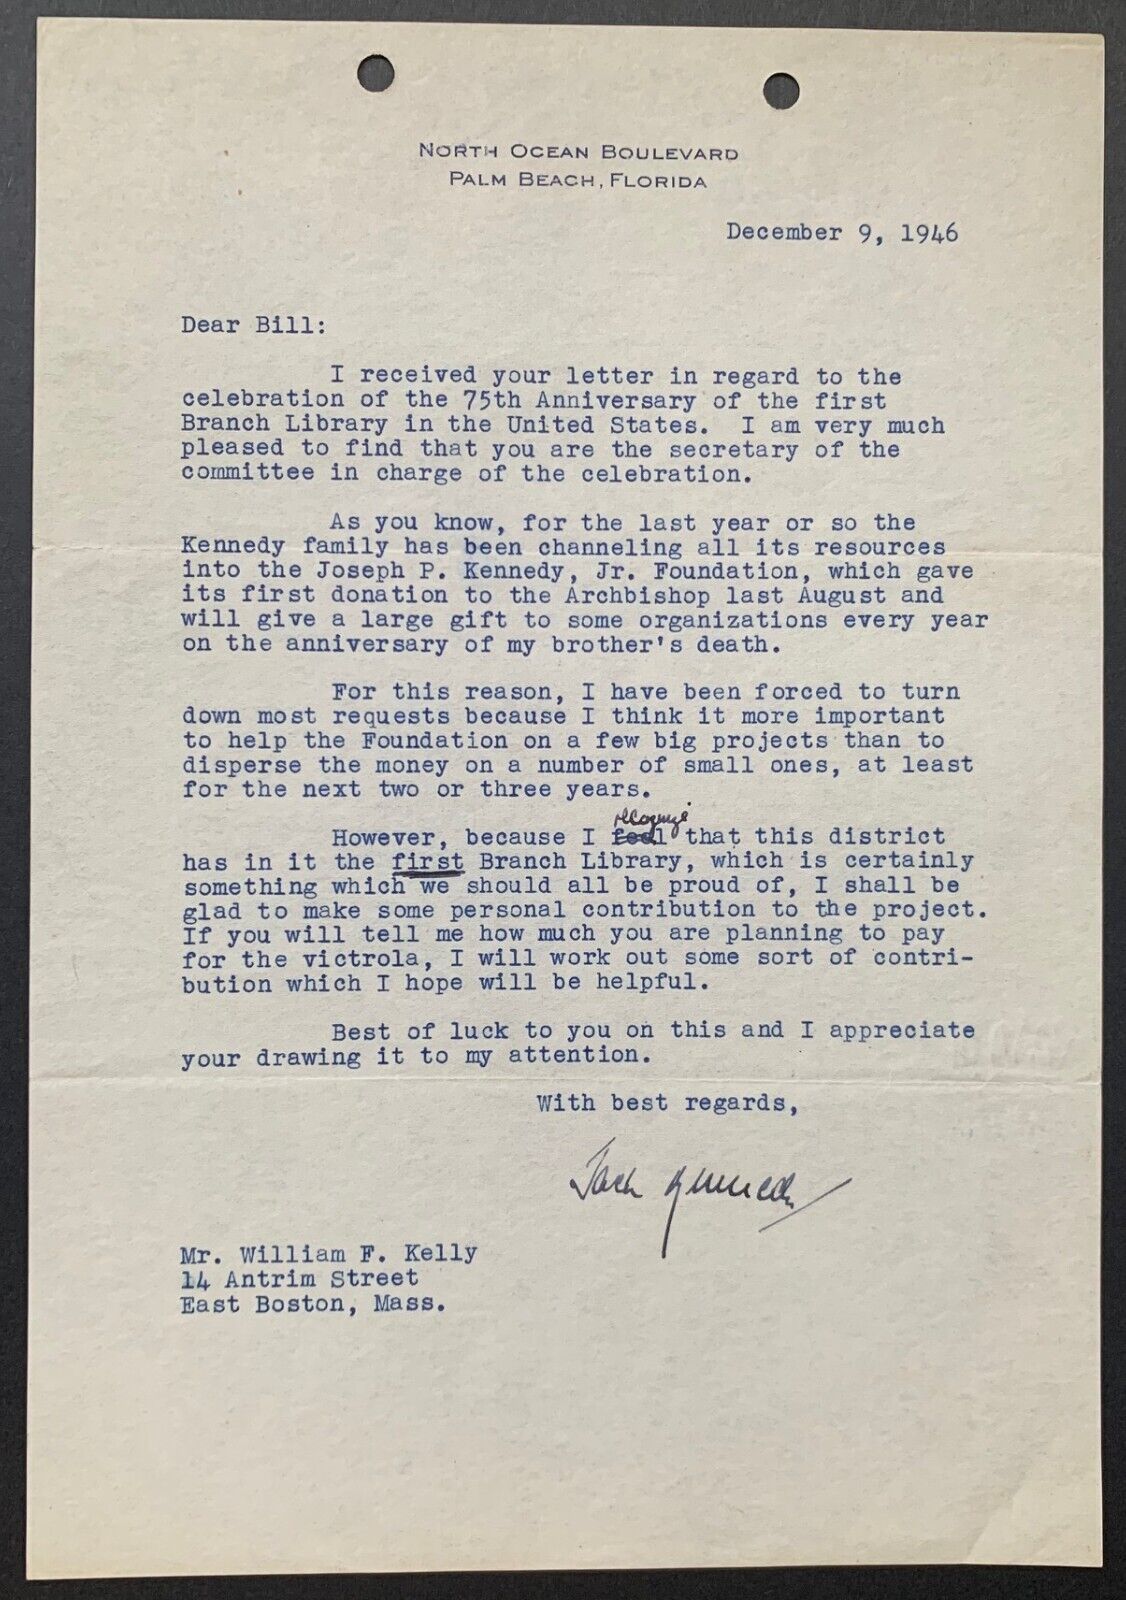 NORTH OCEAN BOULEVARD
PALM BEACH, FLORIDA
December 9, 1946
Dear Bill:
I received your letter in regard to the
celebration of the 75th Anniversary of the first
Branch Library in the United States. I am very much
pleased to find that you are the secretary of the
committee in charge of the celebration.
As you know, for the last year or so the
Kennedy family has been channeling all its resources
into the Joseph P. Kennedy, Jr. Foundation, which gave
its first donation to the Archbishop last August and
will give a large gift to some organizations every year
on the anniversary of my brother's death.
For this reason, I have been forced to turn
down most requests because I think it more important
to help the Foundation on a few big projects than to
disperse the money on a number of small ones, at least
for the next two or three years.
recognize
However, because I feel that this district
has in it the first Branch Library, which is certainly
something which we should all be proud of, I shall be
glad to make some personal contribution to the project.
If you will tell me how much you are planning to pay
for the victrola, I will work out some sort of contri-
bution which I hope will be helpful.
Best of luck to you on this and I appreciate
your drawing it to my attention.
With best regards,
Jack Kennedy
Mr. William F. Kelly
14 Antrim Street
East Boston, Mass.